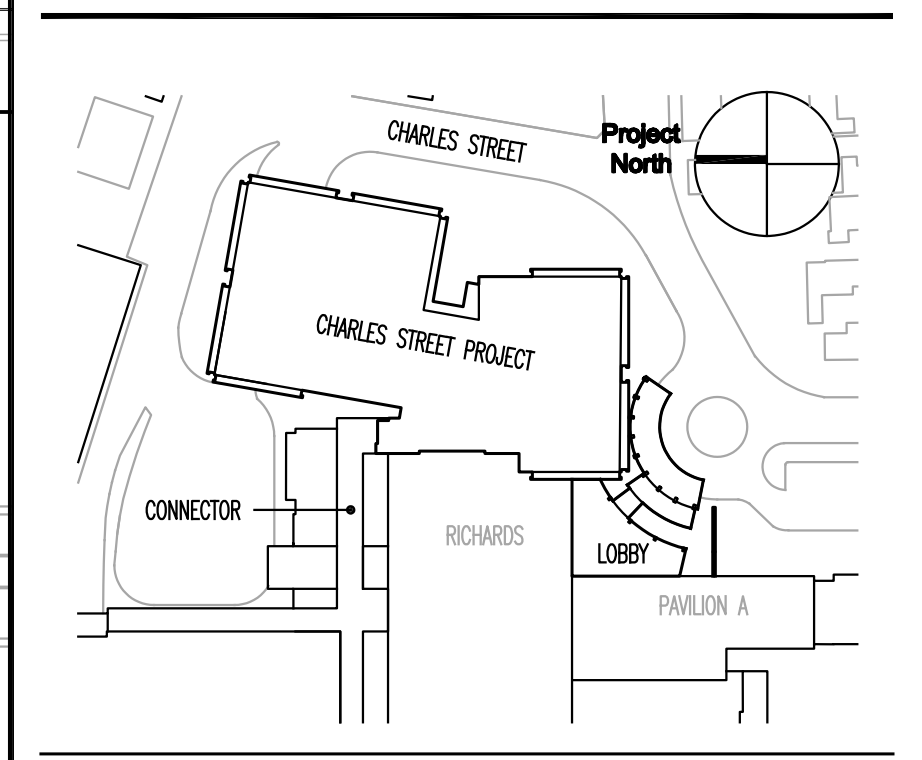 CHARLES STREET
Project
North
CHARLES STREET PROJECT
CONNECTOR
RICHARDS
LOBBY
PAVILION A